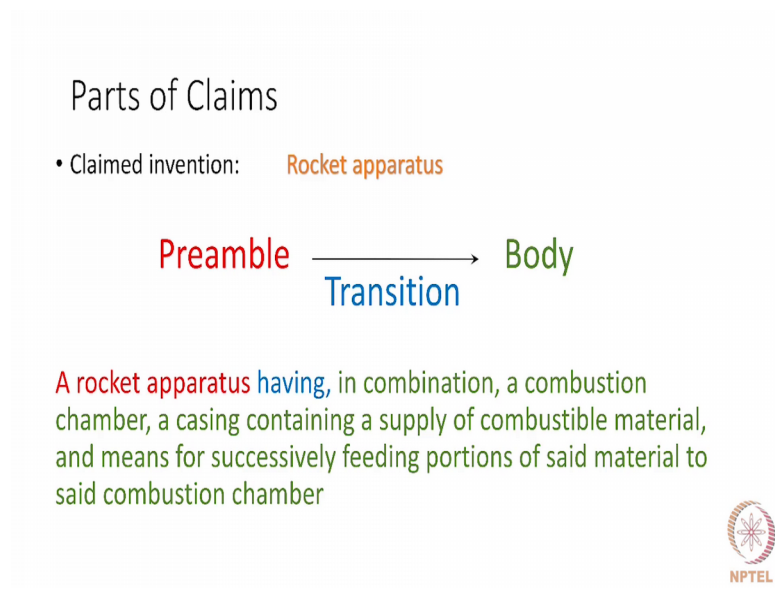 Parts of Claims
• Claimed invention: Rocket apparatus
Preamble → Body
Transition
A rocket apparatus having, in combination, a combustion
chamber, a casing containing a supply of combustible material,
and means for successively feeding portions of said material to
said combustion chamber
NPTEL